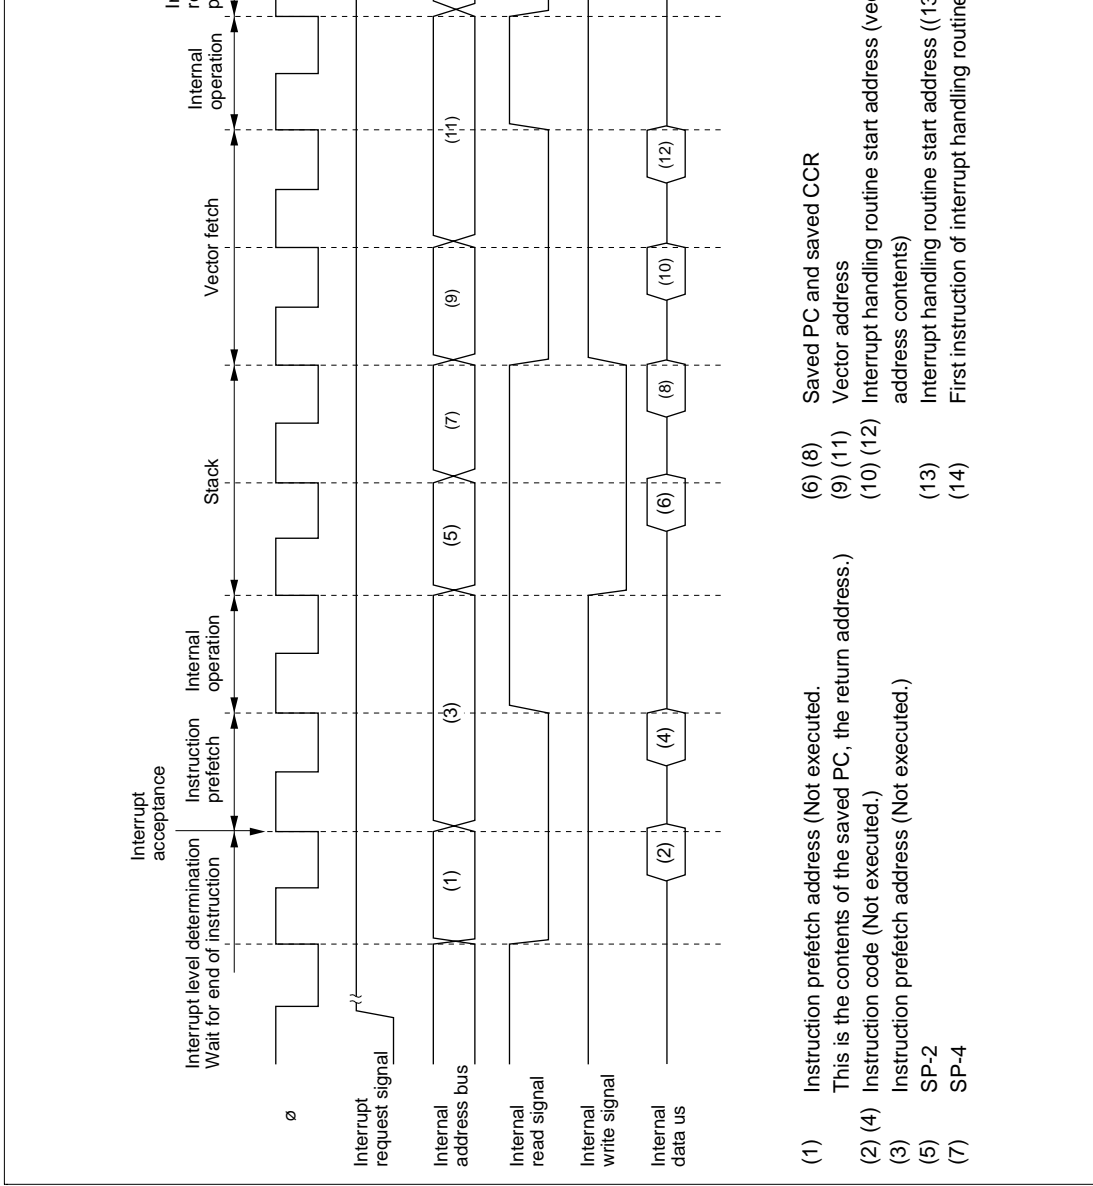 Interrupt
acceptance
Interrupt level determination
Wait for end of instruction
Instruction
prefetch
Internal
operation
Stack
Vector fetch
Internal
operation
ø
Interrupt
request signal
Internal
address bus
(1)
(3)
(5)
(7)
(9)
(11)
Internal
read signal
Internal
write signal
Internal
data us
(2)
(4)
(6)
(8)
(10)
(12)
(1) Instruction prefetch address (Not executed.
This is the contents of the saved PC, the return address.)
(2) (4) Instruction code (Not executed.)
(3) Instruction prefetch address (Not executed.)
(5) SP-2
(7) SP-4
(6) (8) Saved PC and saved CCR
(9) (11) Vector address
(10) (12) Interrupt handling routine start address
address contents)
(13) Interrupt handling routine start address
(14) First instruction of interrupt handling routine